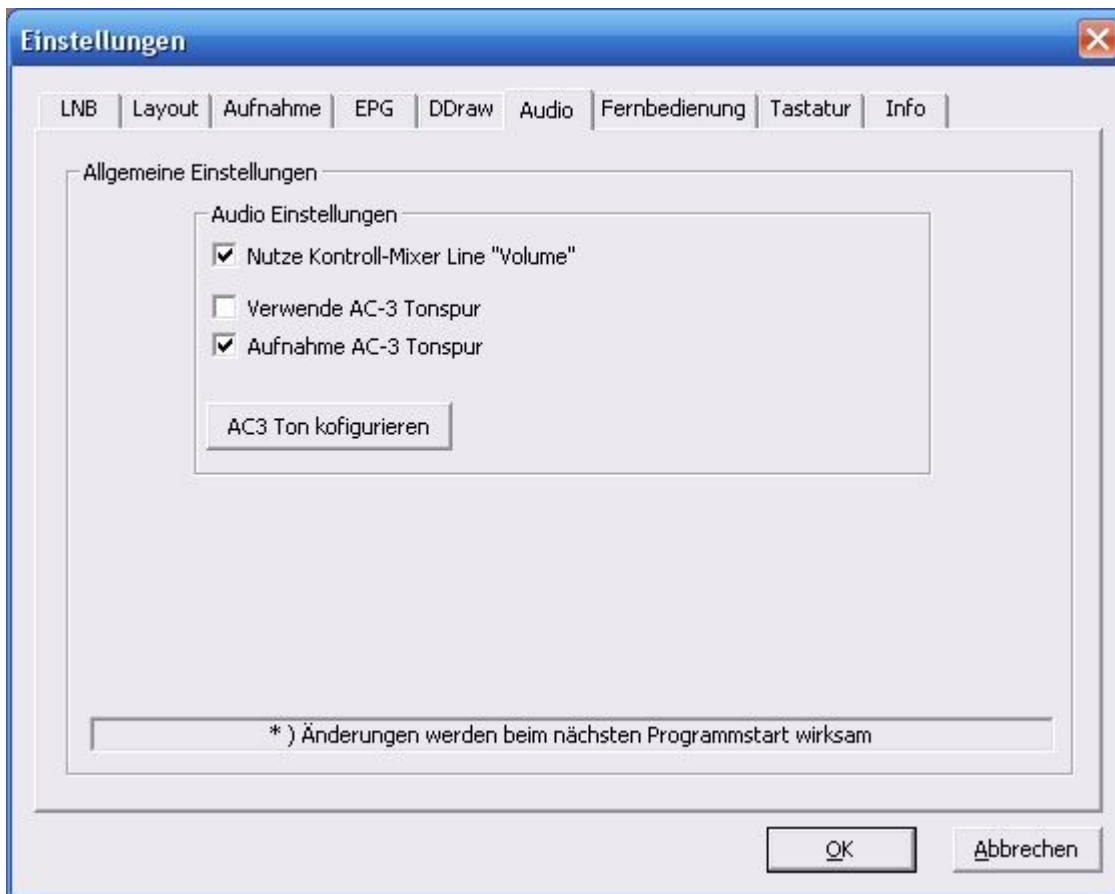 Einstellungen
LNB Layout Aufnahme EPG DDraw Audio Fernbedienung Tastatur Info
Allgemeine Einstellungen
Audio Einstellungen
Nutze Kontroll-Mixer Line "Volume"
Verwende AC-3 Tonspur
Aufnahme AC-3 Tonspur
AC3 Ton kofigurieren
* ) Änderungen werden beim nächsten Programmstart wirksam
OK Abbrechen